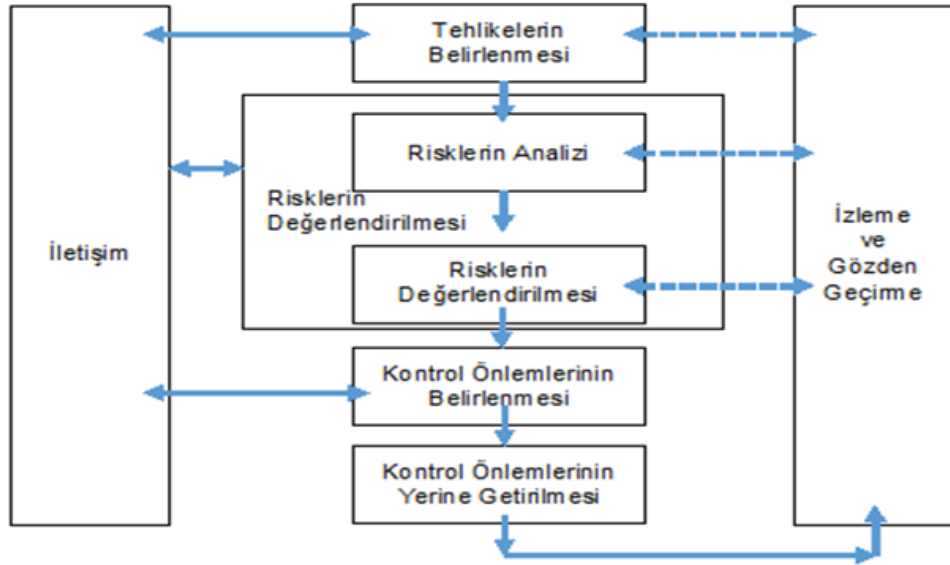 Tehlikelerin
Belirlenmesi
Risklerin Analizi
Risklerin
Değerlendirilmesi
İletişim
Risklerin
Değerlendirilmesi
İzleme
ve
Gözden
Geçirme
Kontrol Önlemlerinin
Belirlenmesi
Kontrol Önlemlerinin
Yerine Getirilmesi